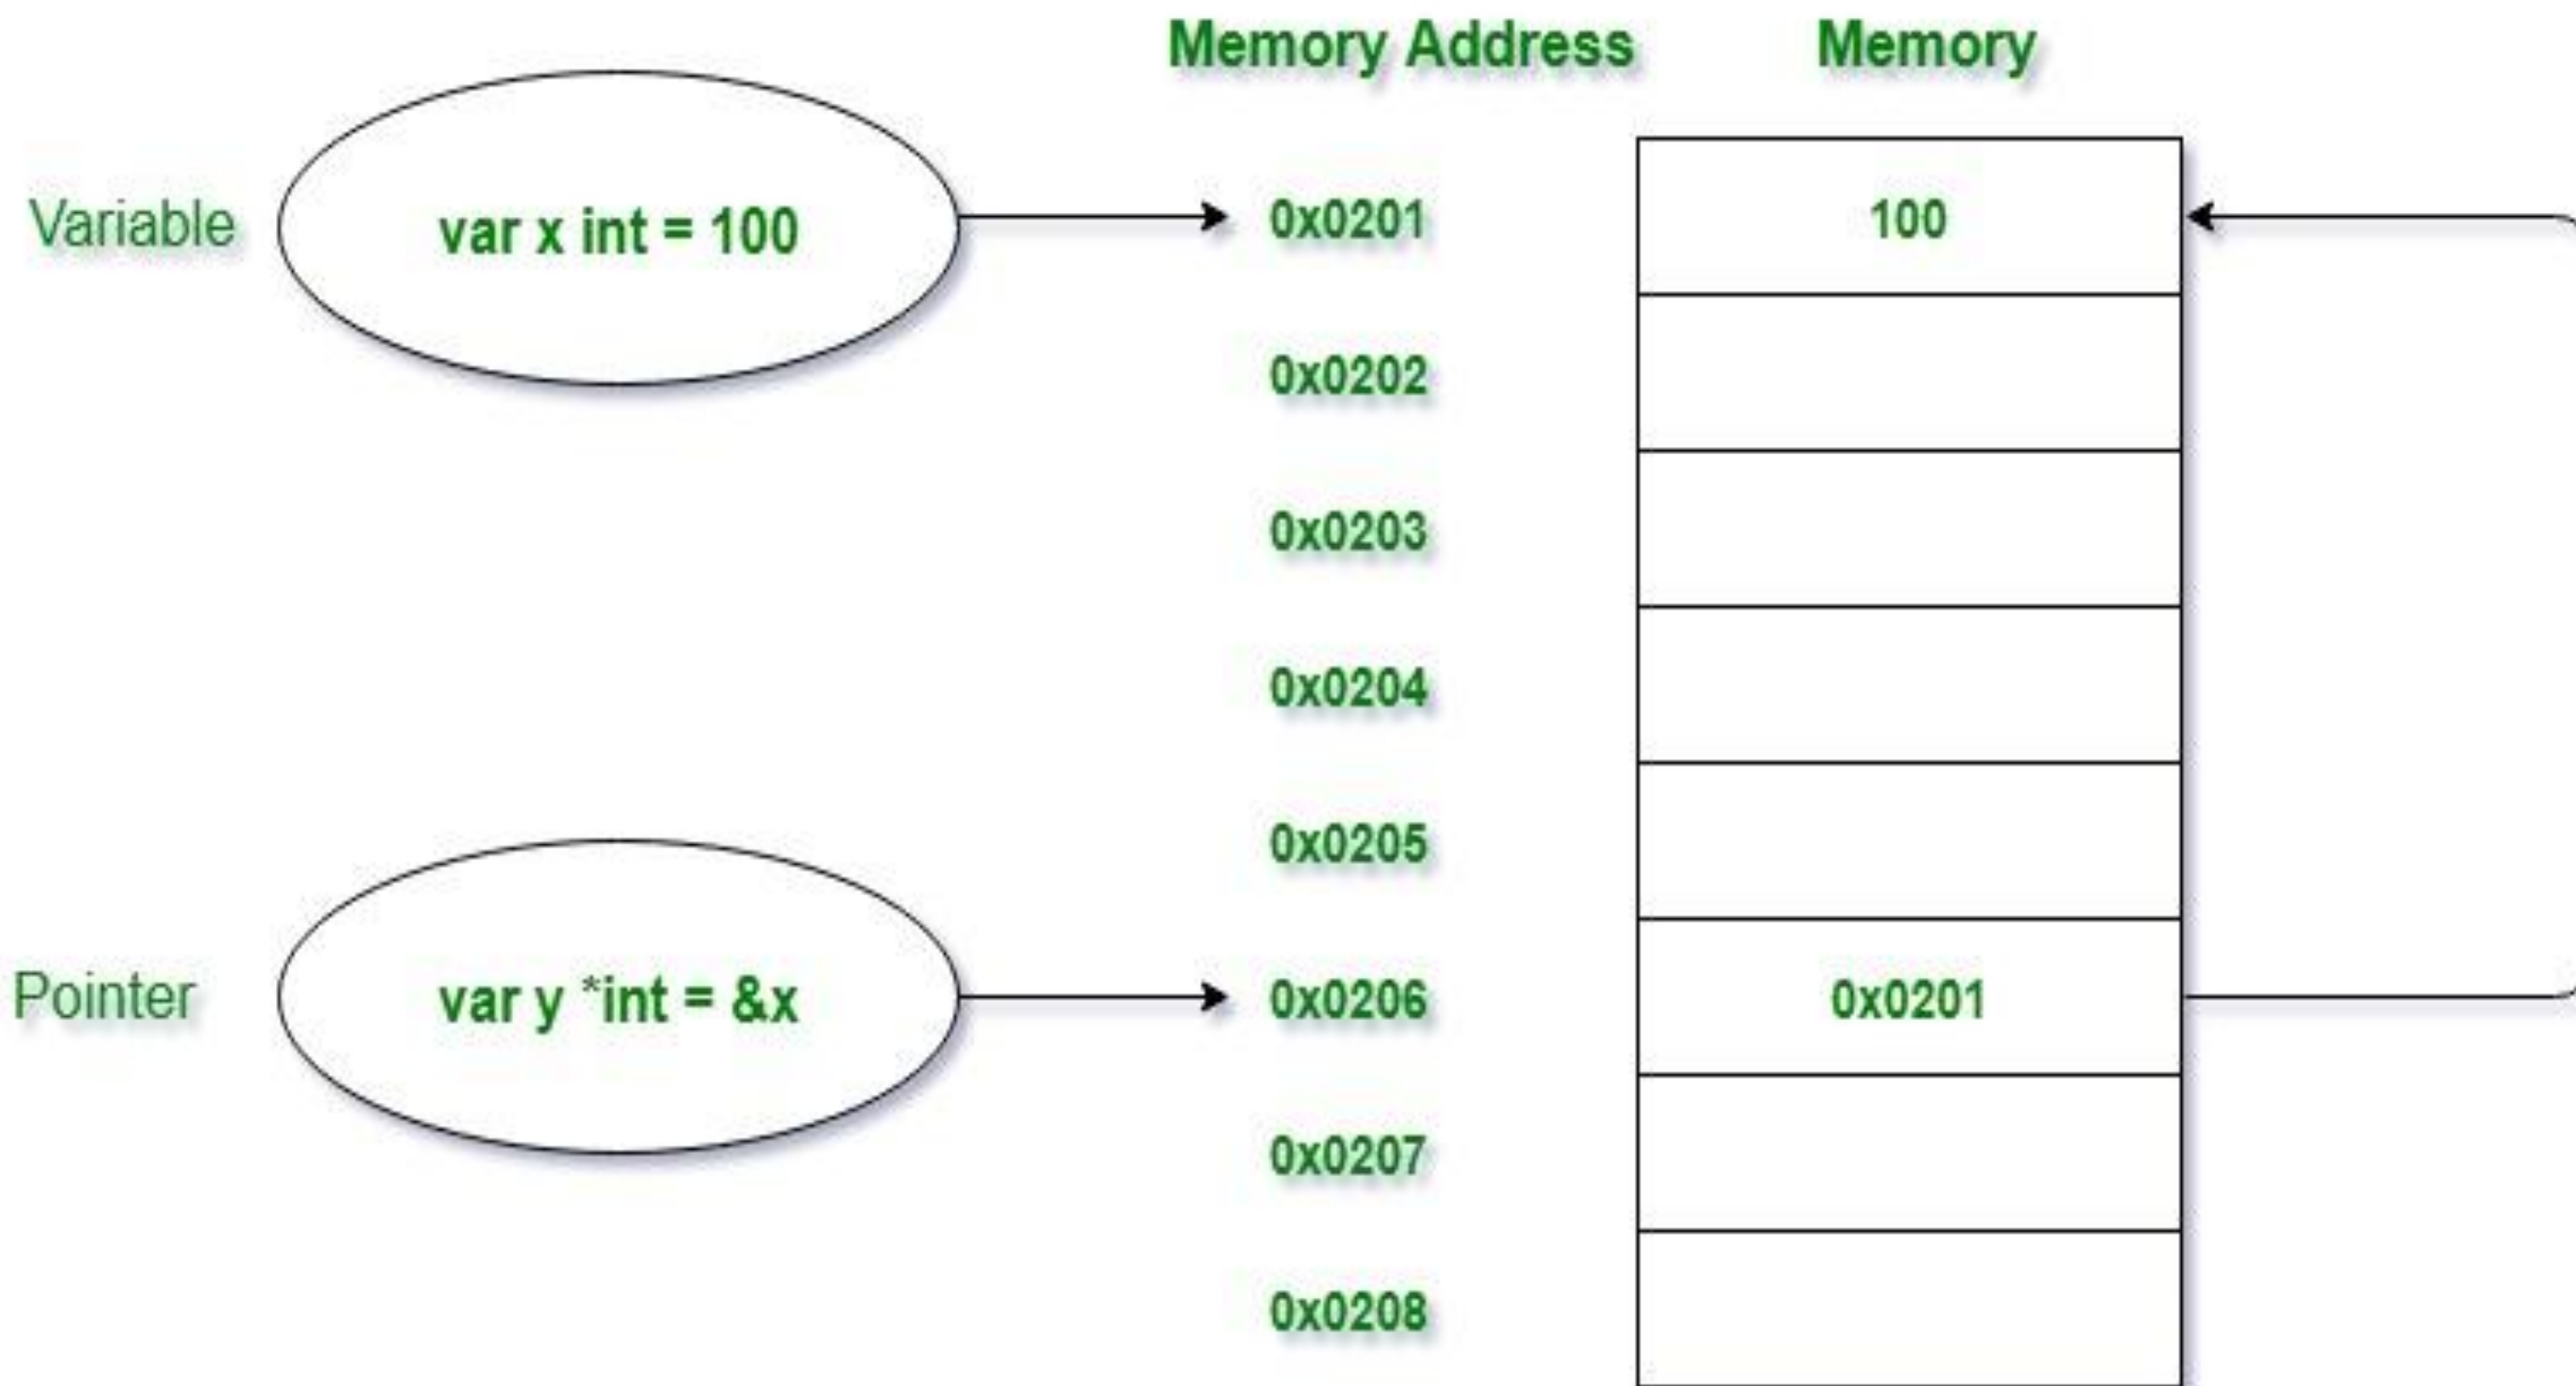 Memory Address Memory
Variable var x int = 100 0x0201 100
0x0202
0x0203
0x0204
0x0205
Pointer var y *int = &x 0x0206 0x0201
0x0207
0x0208